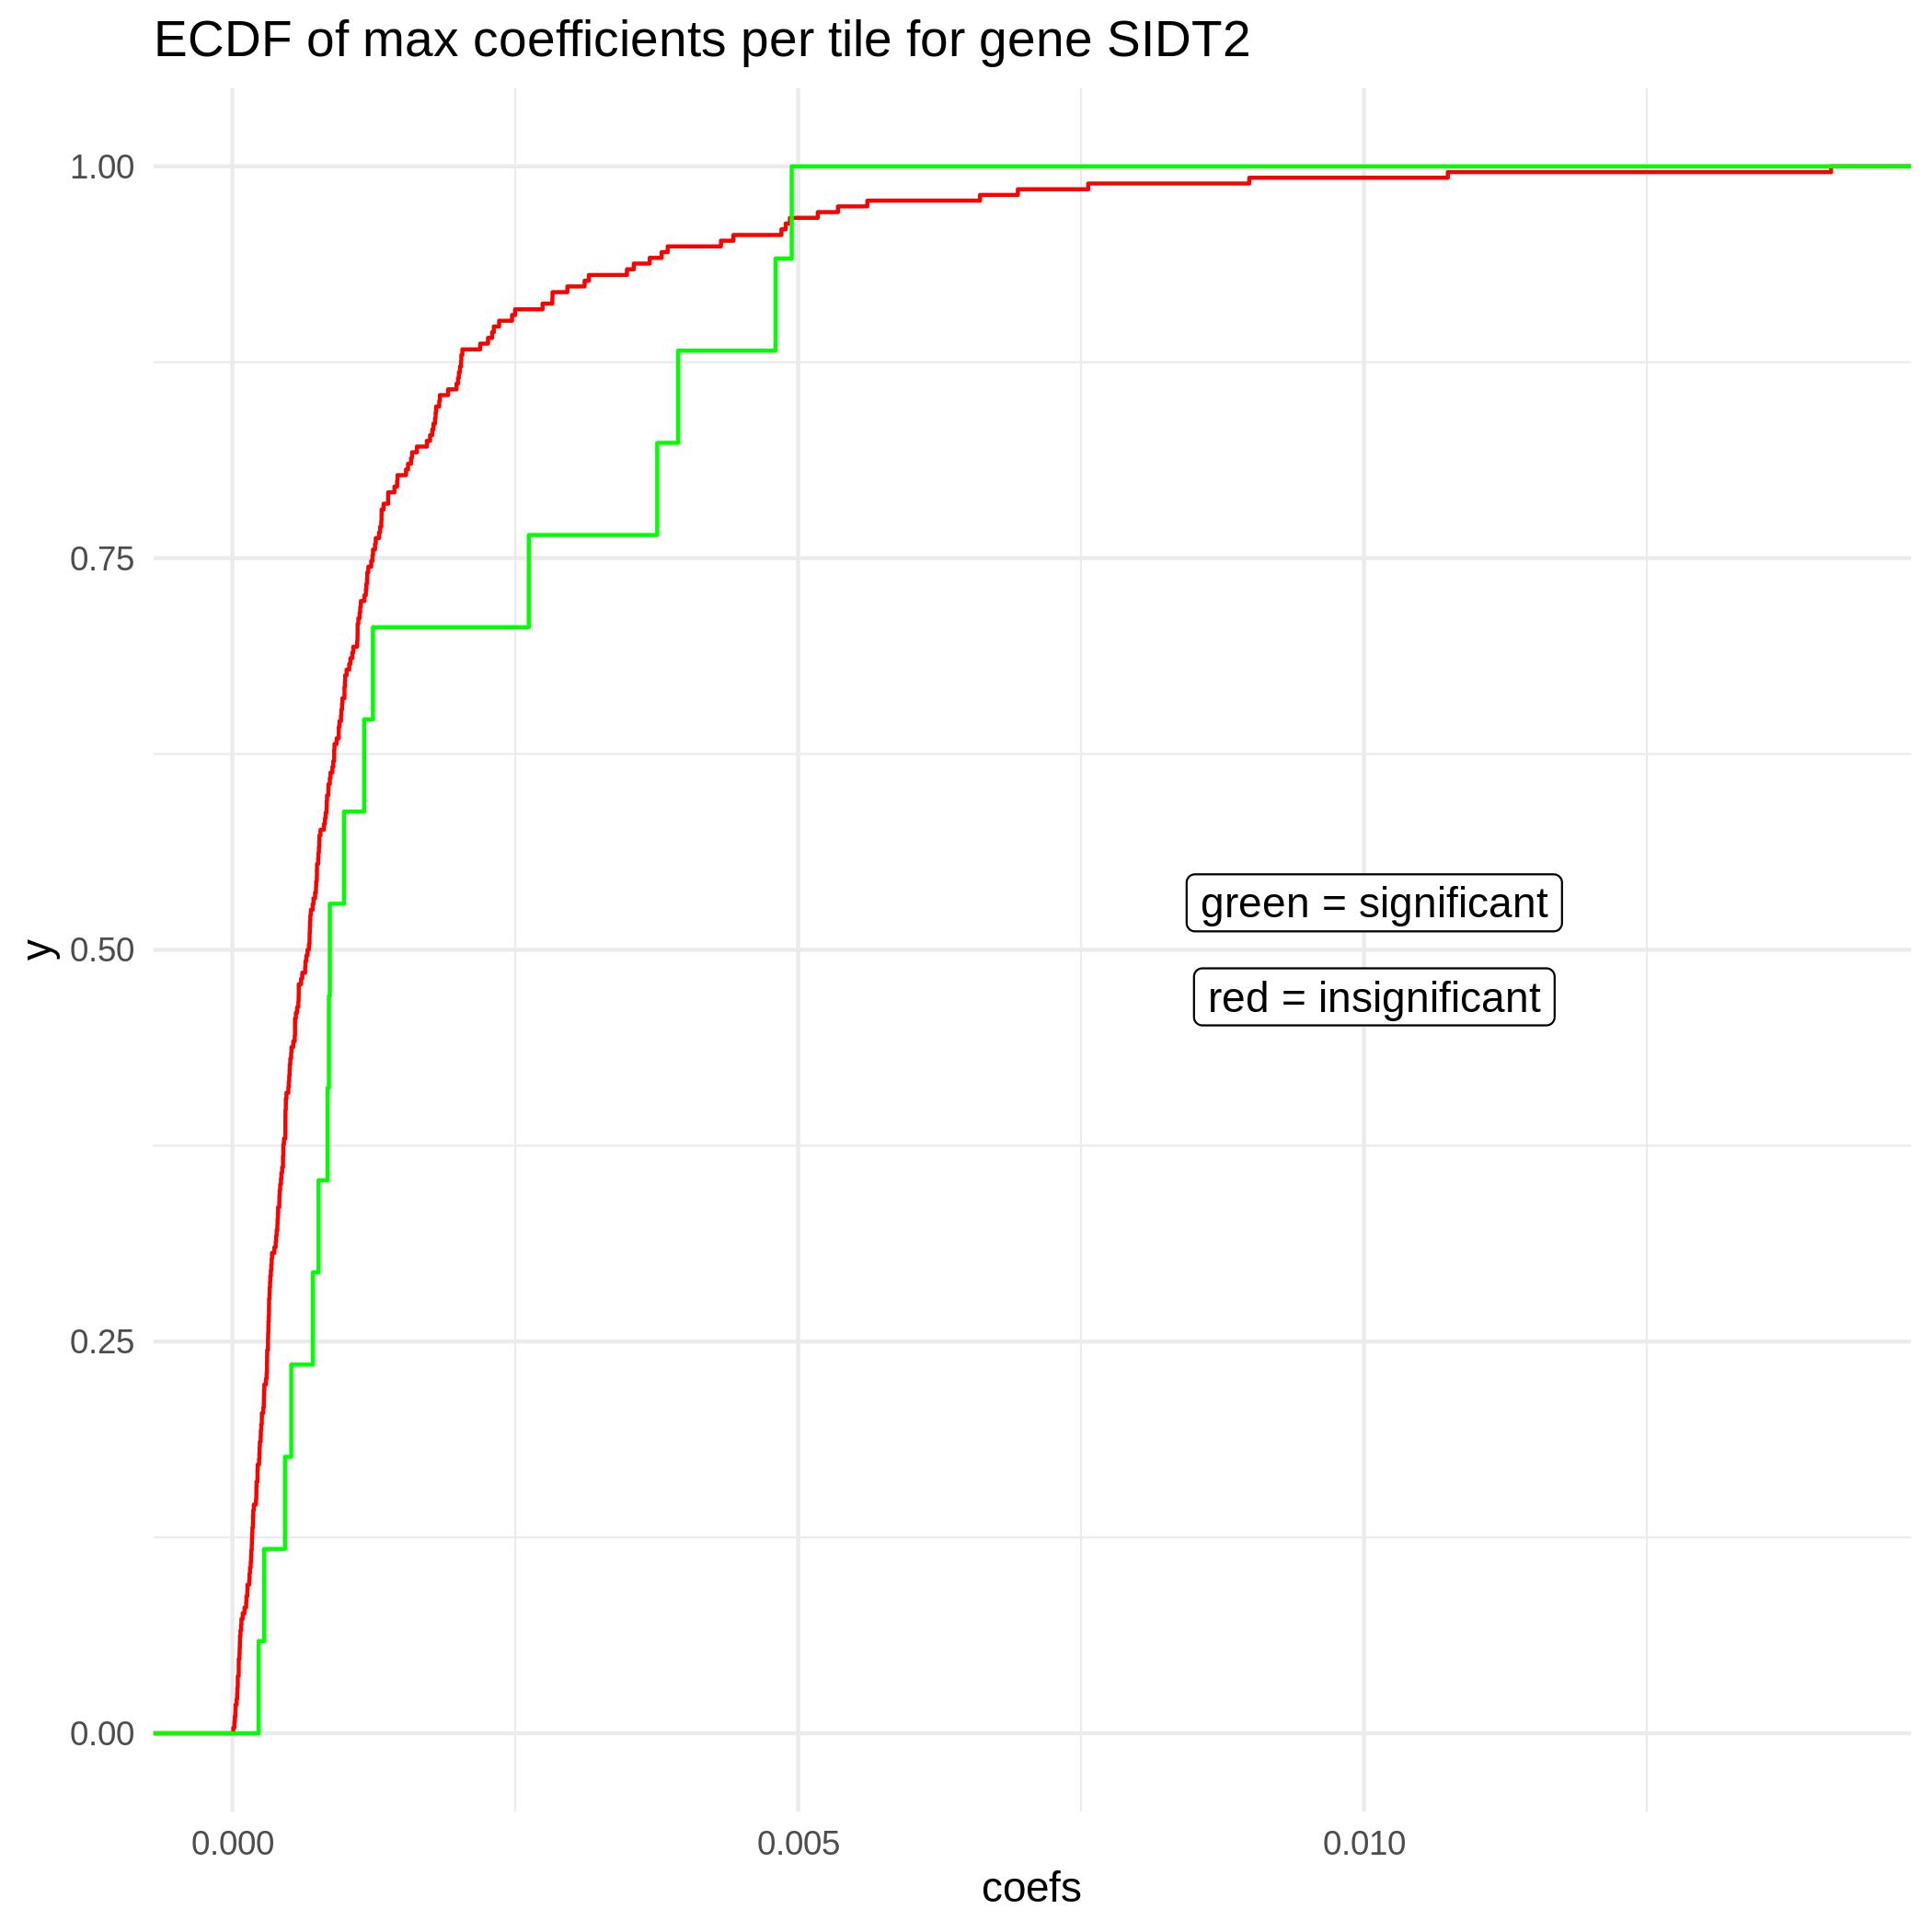 ECDF of max coefficients per tile for gene SIDT2
1.00
0.75
0.50
0.25
0.00
y
green = significant
red = insignificant
0.000
0.005
0.010
coefs